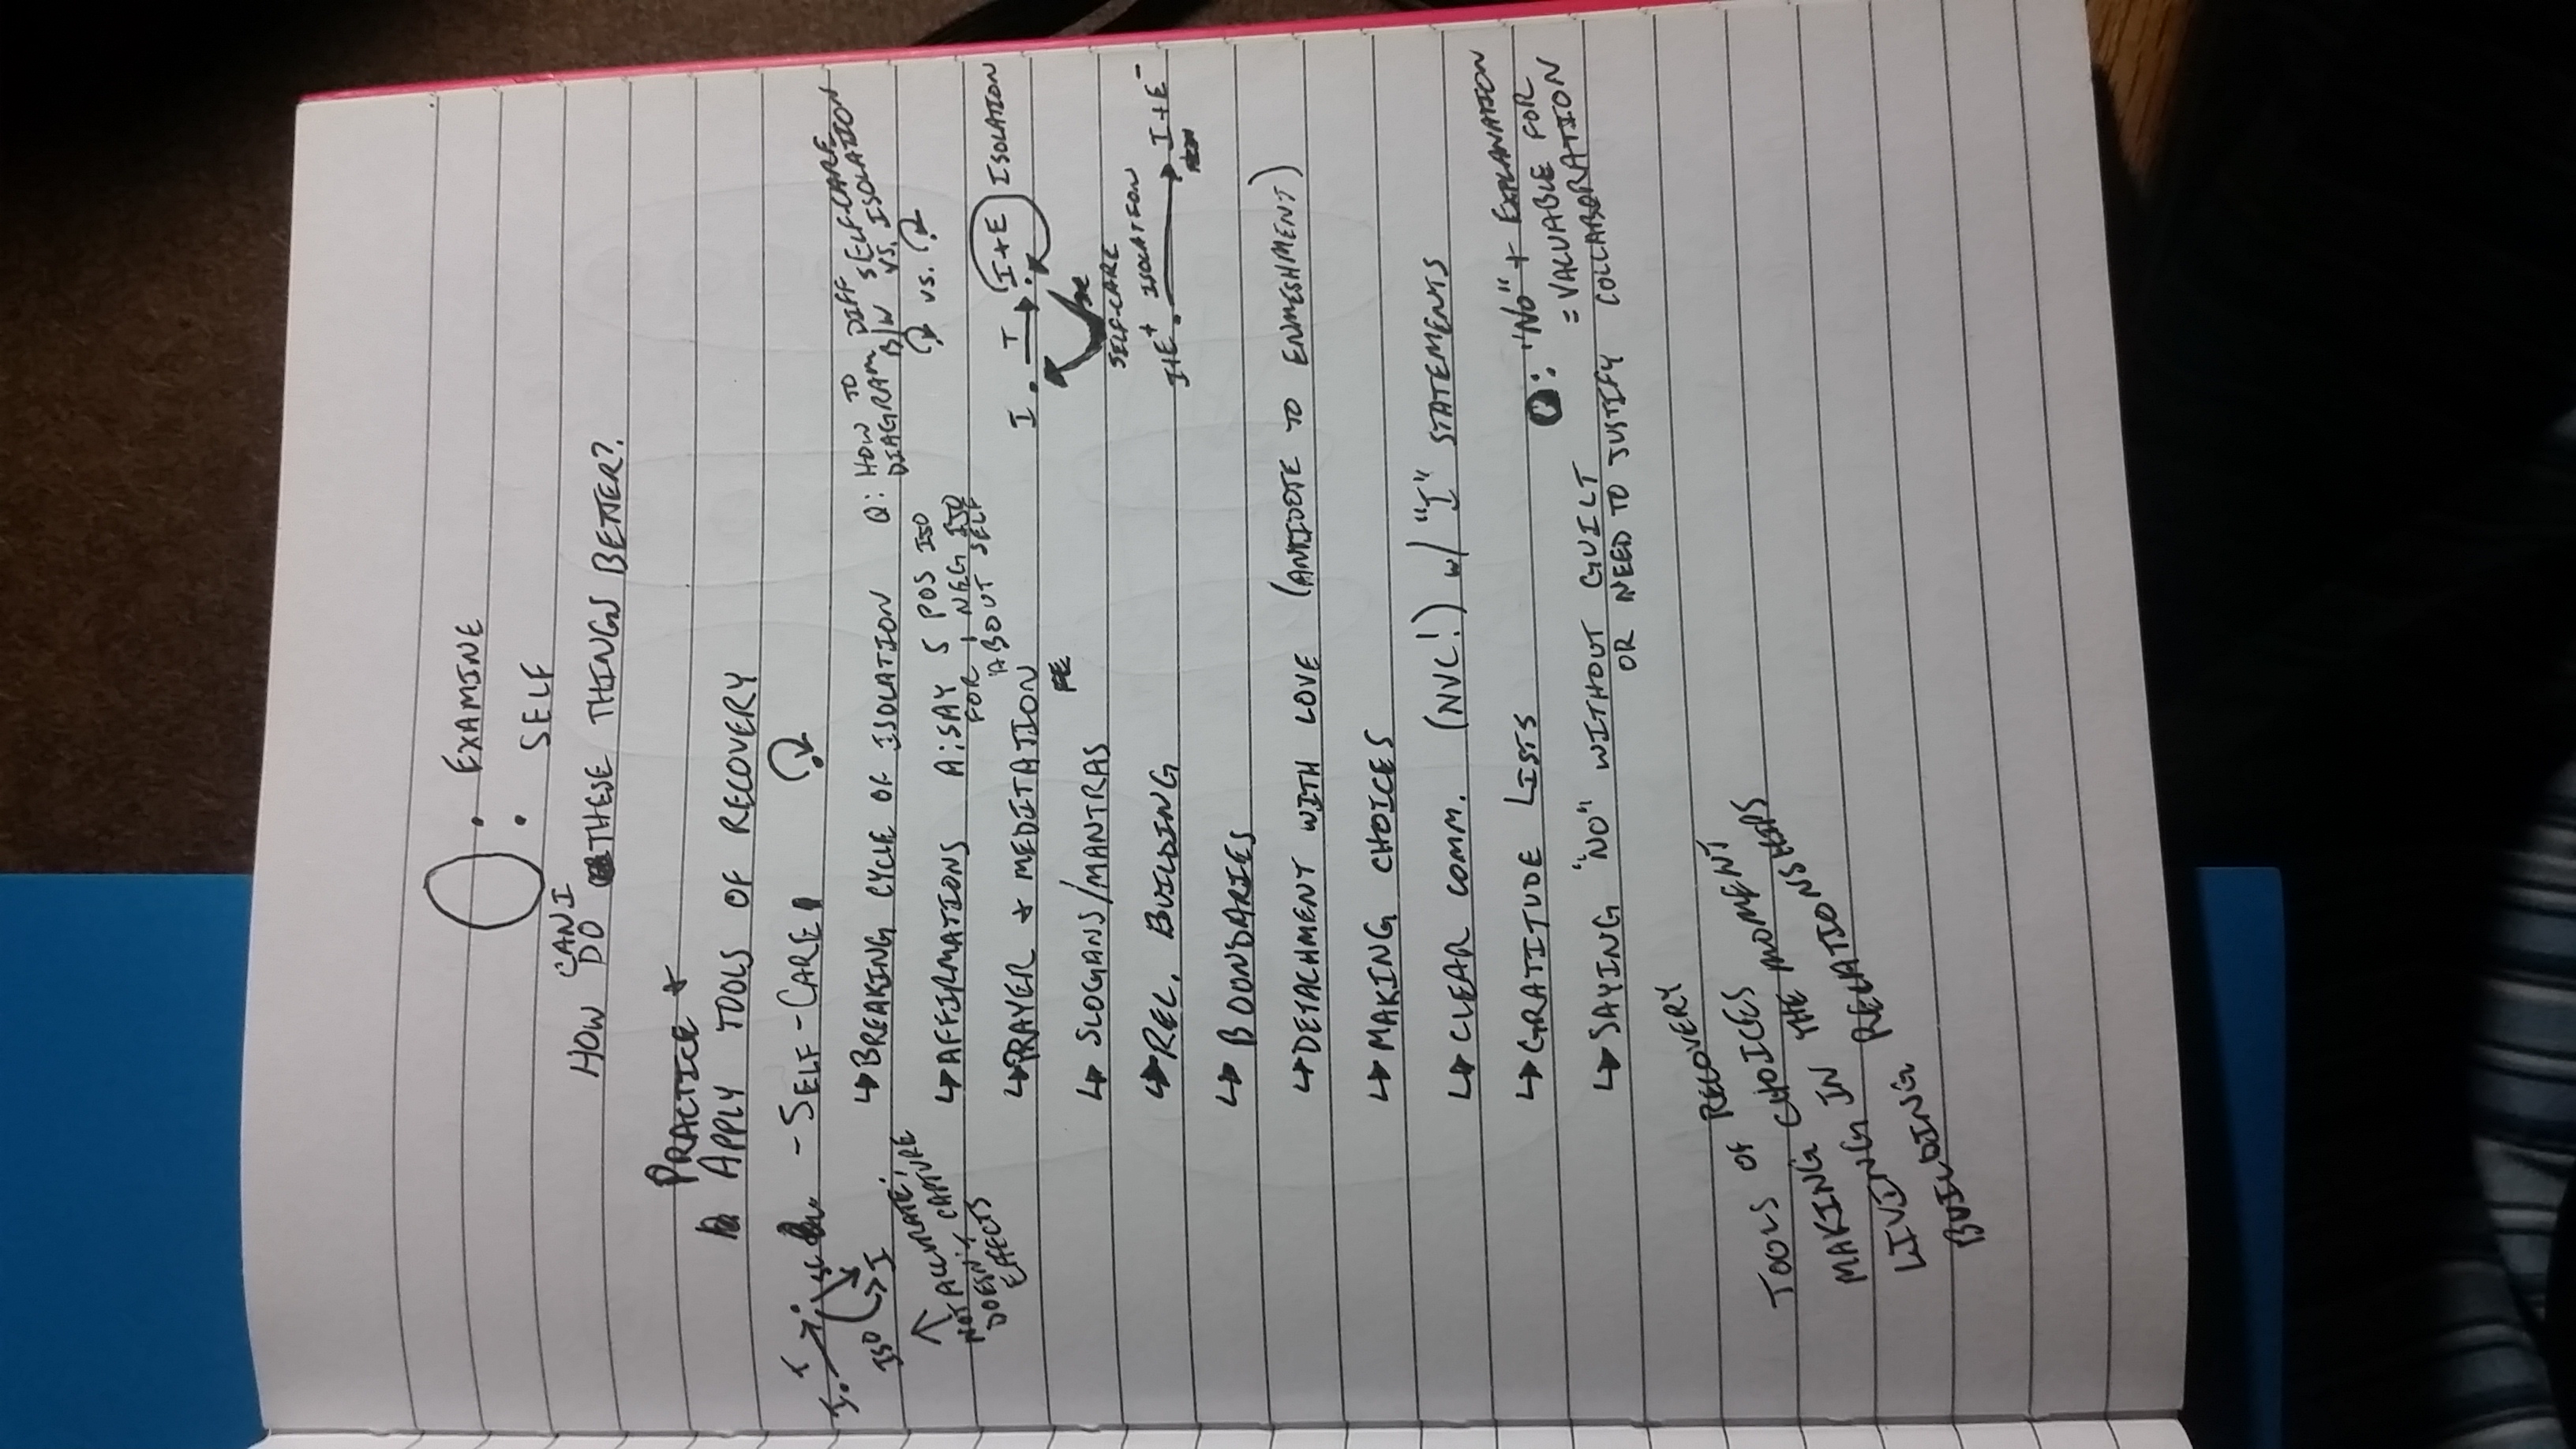 EXAMINE
SELF
CAN I
HOW DO THESE THINGS BETTER?
PRACTICE +
APPLY TOOLS OF RECOVERY
- SELF-CARE
I T SC
ISO I
NOT ACCURATE;
DOESN'T CAPTURE
EFFECTS
↳ BREAKING CYCLE OF ISOLATION
Q: HOW TO
DIAGRAM DIFF
B/W SELF-CARE
VS. ISOLATION
VS.
↳ AFFIRMATIONS
A: SAY 5 POS ISO
FOR 1 NEG ISO
ABOUT SELF
↳ PRAYER + MEDITATION
I T I+E ISOLATION
↳ SLOGANS/MANTRAS
SELF-CARE
↳ REL. BUILDING
I+E+ ISOLATION I+E-
↳ BOUNDARIES
↳ DETACHMENT WITH LOVE (ANTIDOTE TO ENMESHMENT)
↳ MAKING CHOICES
↳ CLEAR COMM. (NVC!) w/ "I" STATEMENTS
↳ GRATITUDE LISTS
↳ SAYING "NO" WITHOUT GUILT
OR NEED TO JUSTIFY
: "NO" + EXPLANATION
= VALUABLE FOR
COLLABORATION
TOOLS OF RECOVERY
MAKING CHOICES
LIVING IN THE MOMENT
BUILDING RELATIONSHIPS